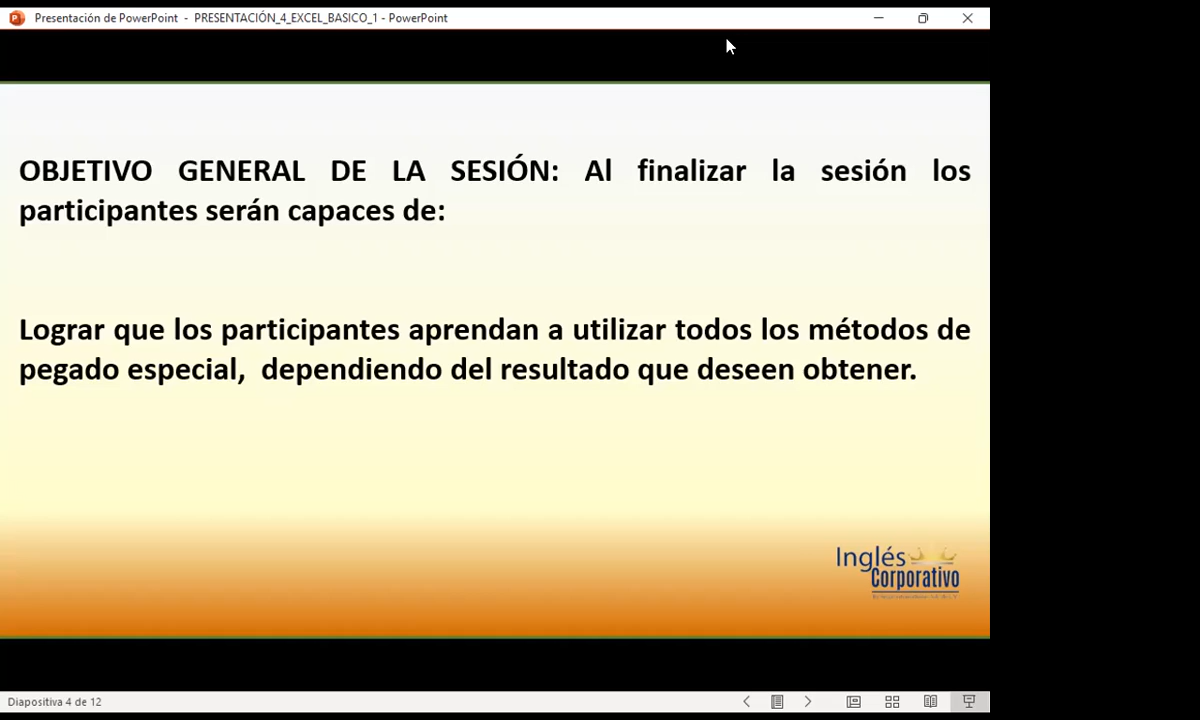 Presentación de PowerPoint - PRESENTACIÓN_4_EXCEL_BASICO_1 - PowerPoint
OBJETIVO GENERAL DE LA SESIÓN: Al finalizar la sesión los
participantes serán capaces de:
Lograr que los participantes aprendan a utilizar todos los métodos de
pegado especial, dependiendo del resultado que deseen obtener.
Inglés
Corporativo
Diapositiva 4 de 12